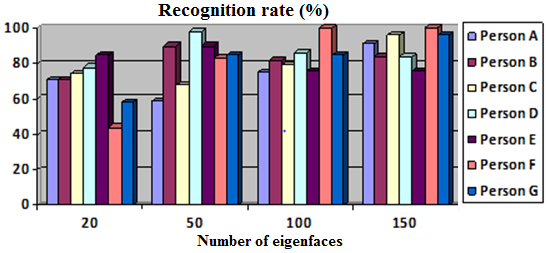 Recognition rate (%)
100
80
60
40
20
0
20 50 100 150
Number of eigenfaces
Person A
Person B
Person C
Person D
Person E
Person F
Person G